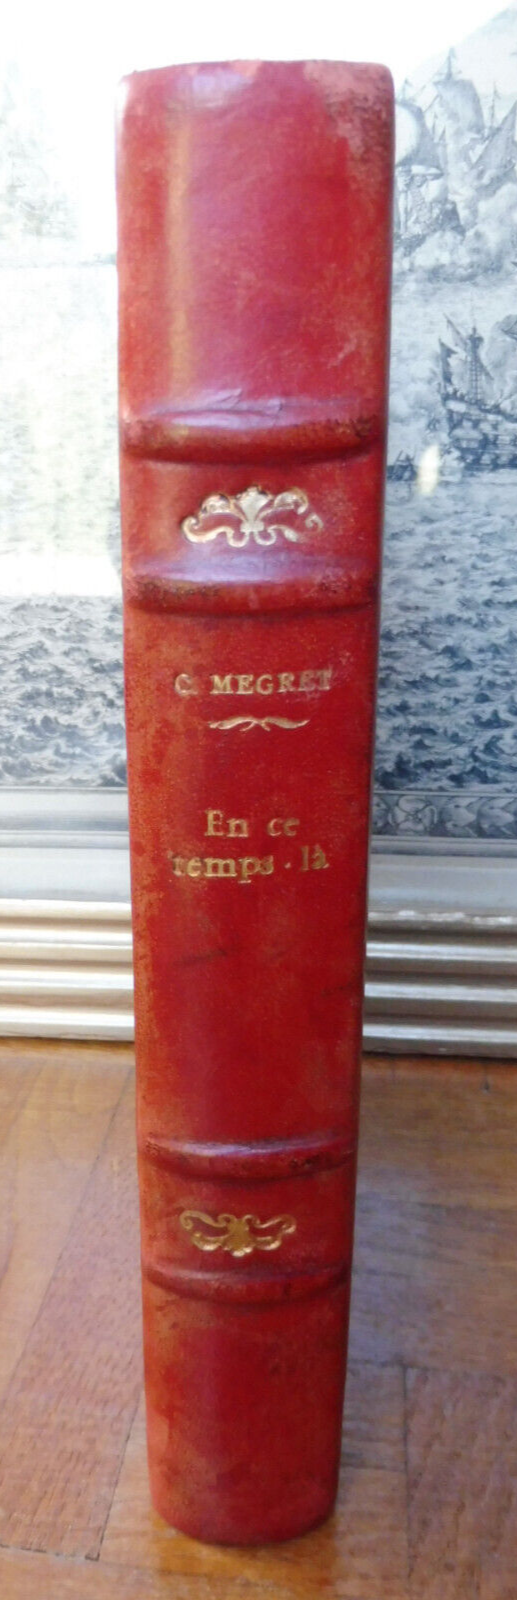 C. MEGRET
En ce
temps-là